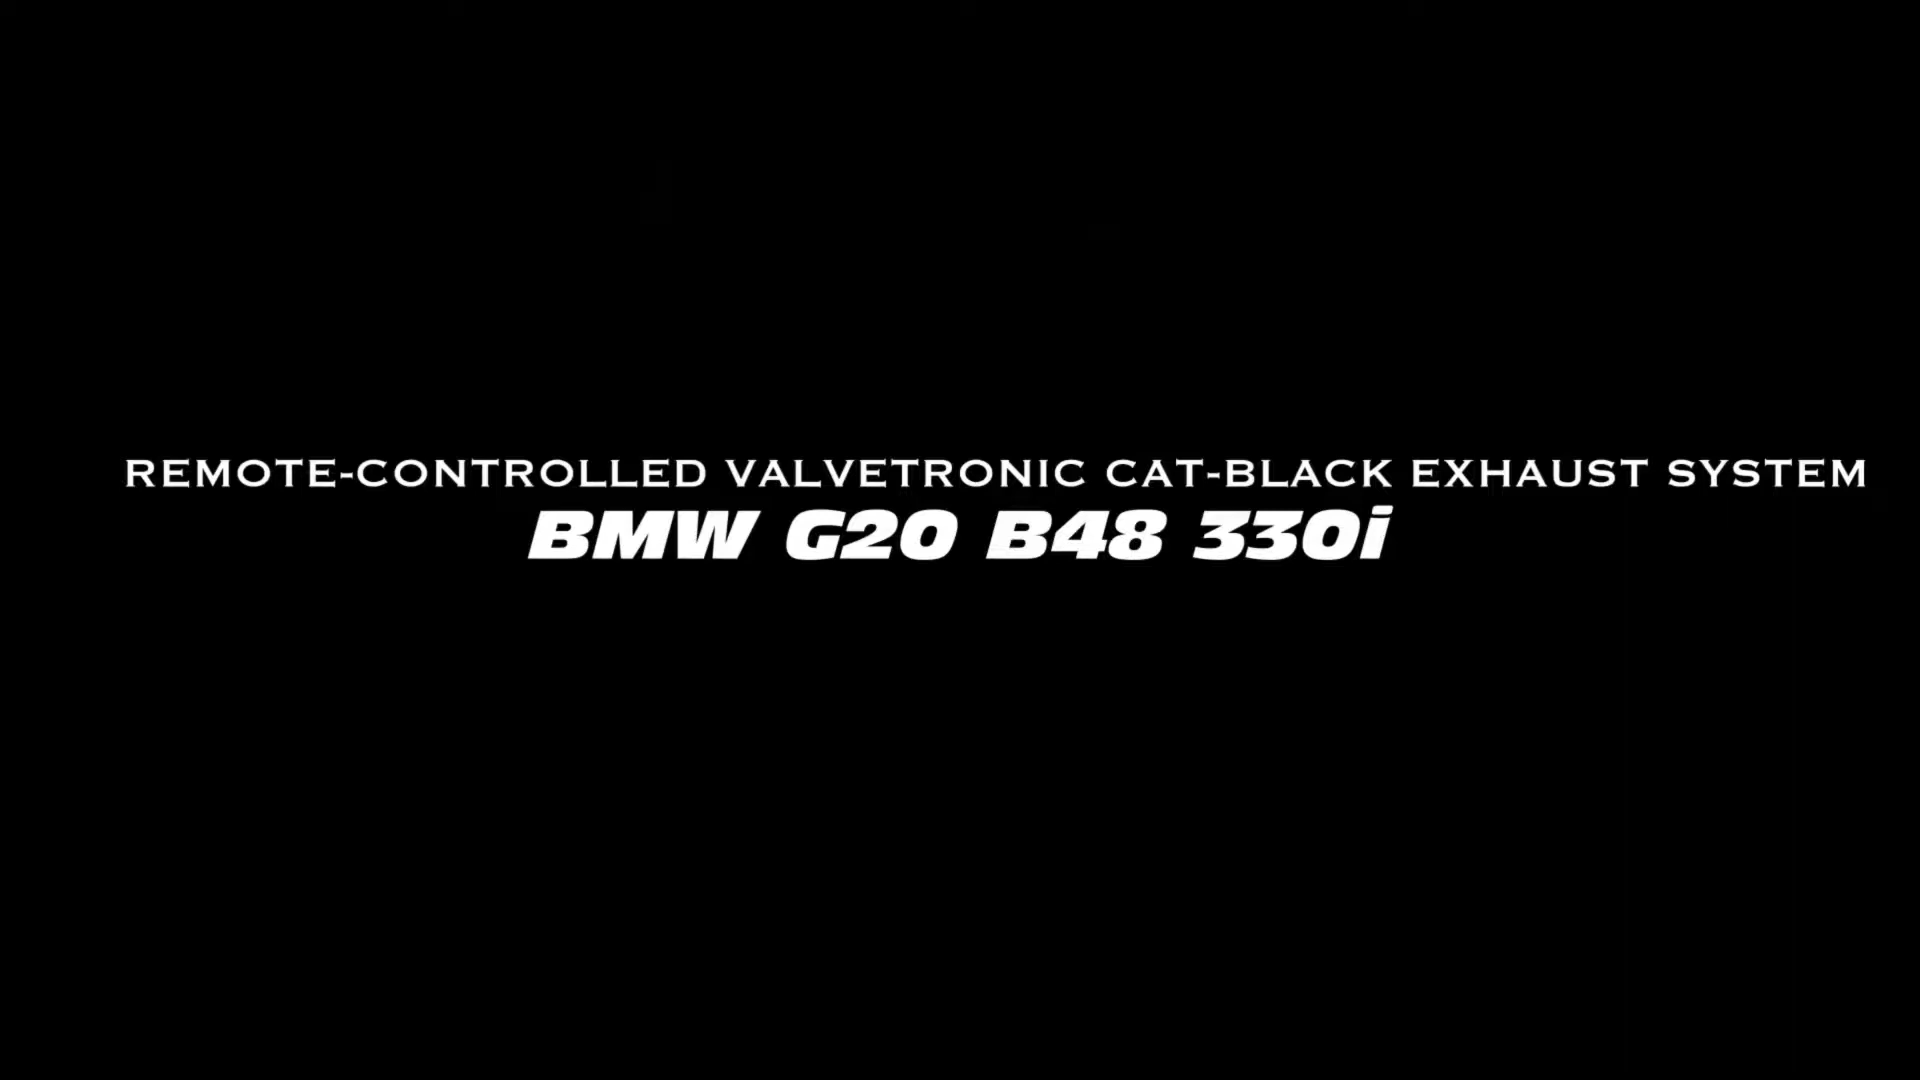 REMOTE-CONTROLLED VALVETRONIC CAT-BLACK EXHAUST SYSTEM
BMW G20 B48 330i